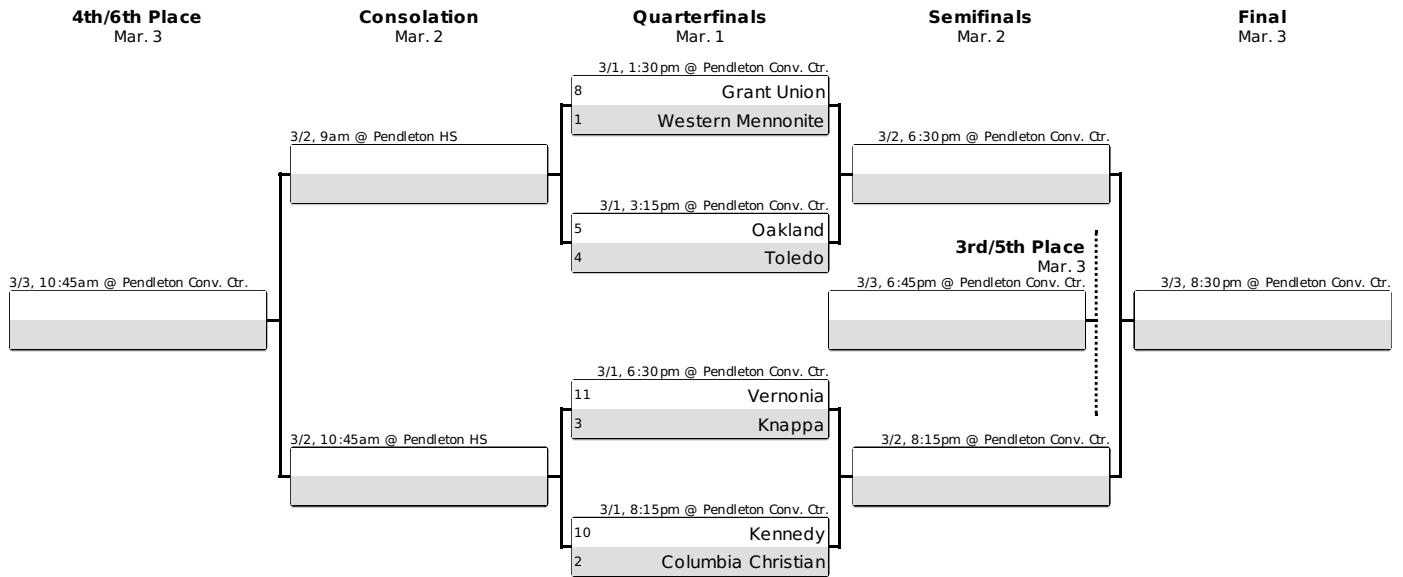 4th/6th Place
Mar. 3
Consolation
Mar. 2
Quarterfinals
Mar. 1
Semifinals
Mar. 2
Final
Mar. 3
3/1, 1:30pm @ Pendleton Conv. Ctr.
8 Grant Union
1 Western Mennonite
3/2, 9am @ Pendleton HS
3/2, 6:30pm @ Pendleton Conv. Ctr.
3/1, 3:15pm @ Pendleton Conv. Ctr.
5 Oakland
4 Toledo
3rd/5th Place
Mar. 3
3/3, 10:45am @ Pendleton Conv. Ctr.
3/3, 6:45pm @ Pendleton Conv. Ctr.
3/3, 8:30pm @ Pendleton Conv. Ctr.
3/1, 6:30pm @ Pendleton Conv. Ctr.
11 Vernonia
3 Knappa
3/2, 10:45am @ Pendleton HS
3/2, 8:15pm @ Pendleton Conv. Ctr.
3/1, 8:15pm @ Pendleton Conv. Ctr.
10 Kennedy
2 Columbia Christian